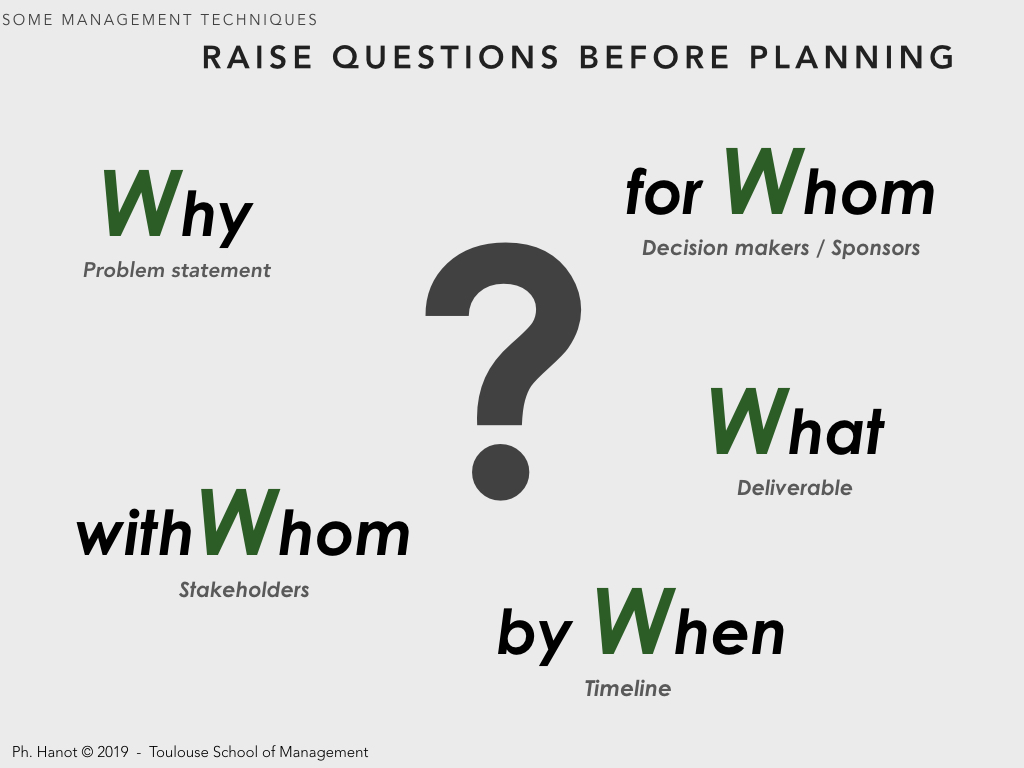 SOME MANAGEMENT TECHNIQUES
RAISE QUESTIONS BEFORE PLANNING
Why
Problem statement
for Whom
Decision makers / Sponsors
?
What
Deliverable
withWhom
Stakeholders
by When
Timeline
Ph. Hanot © 2019 - Toulouse School of Management